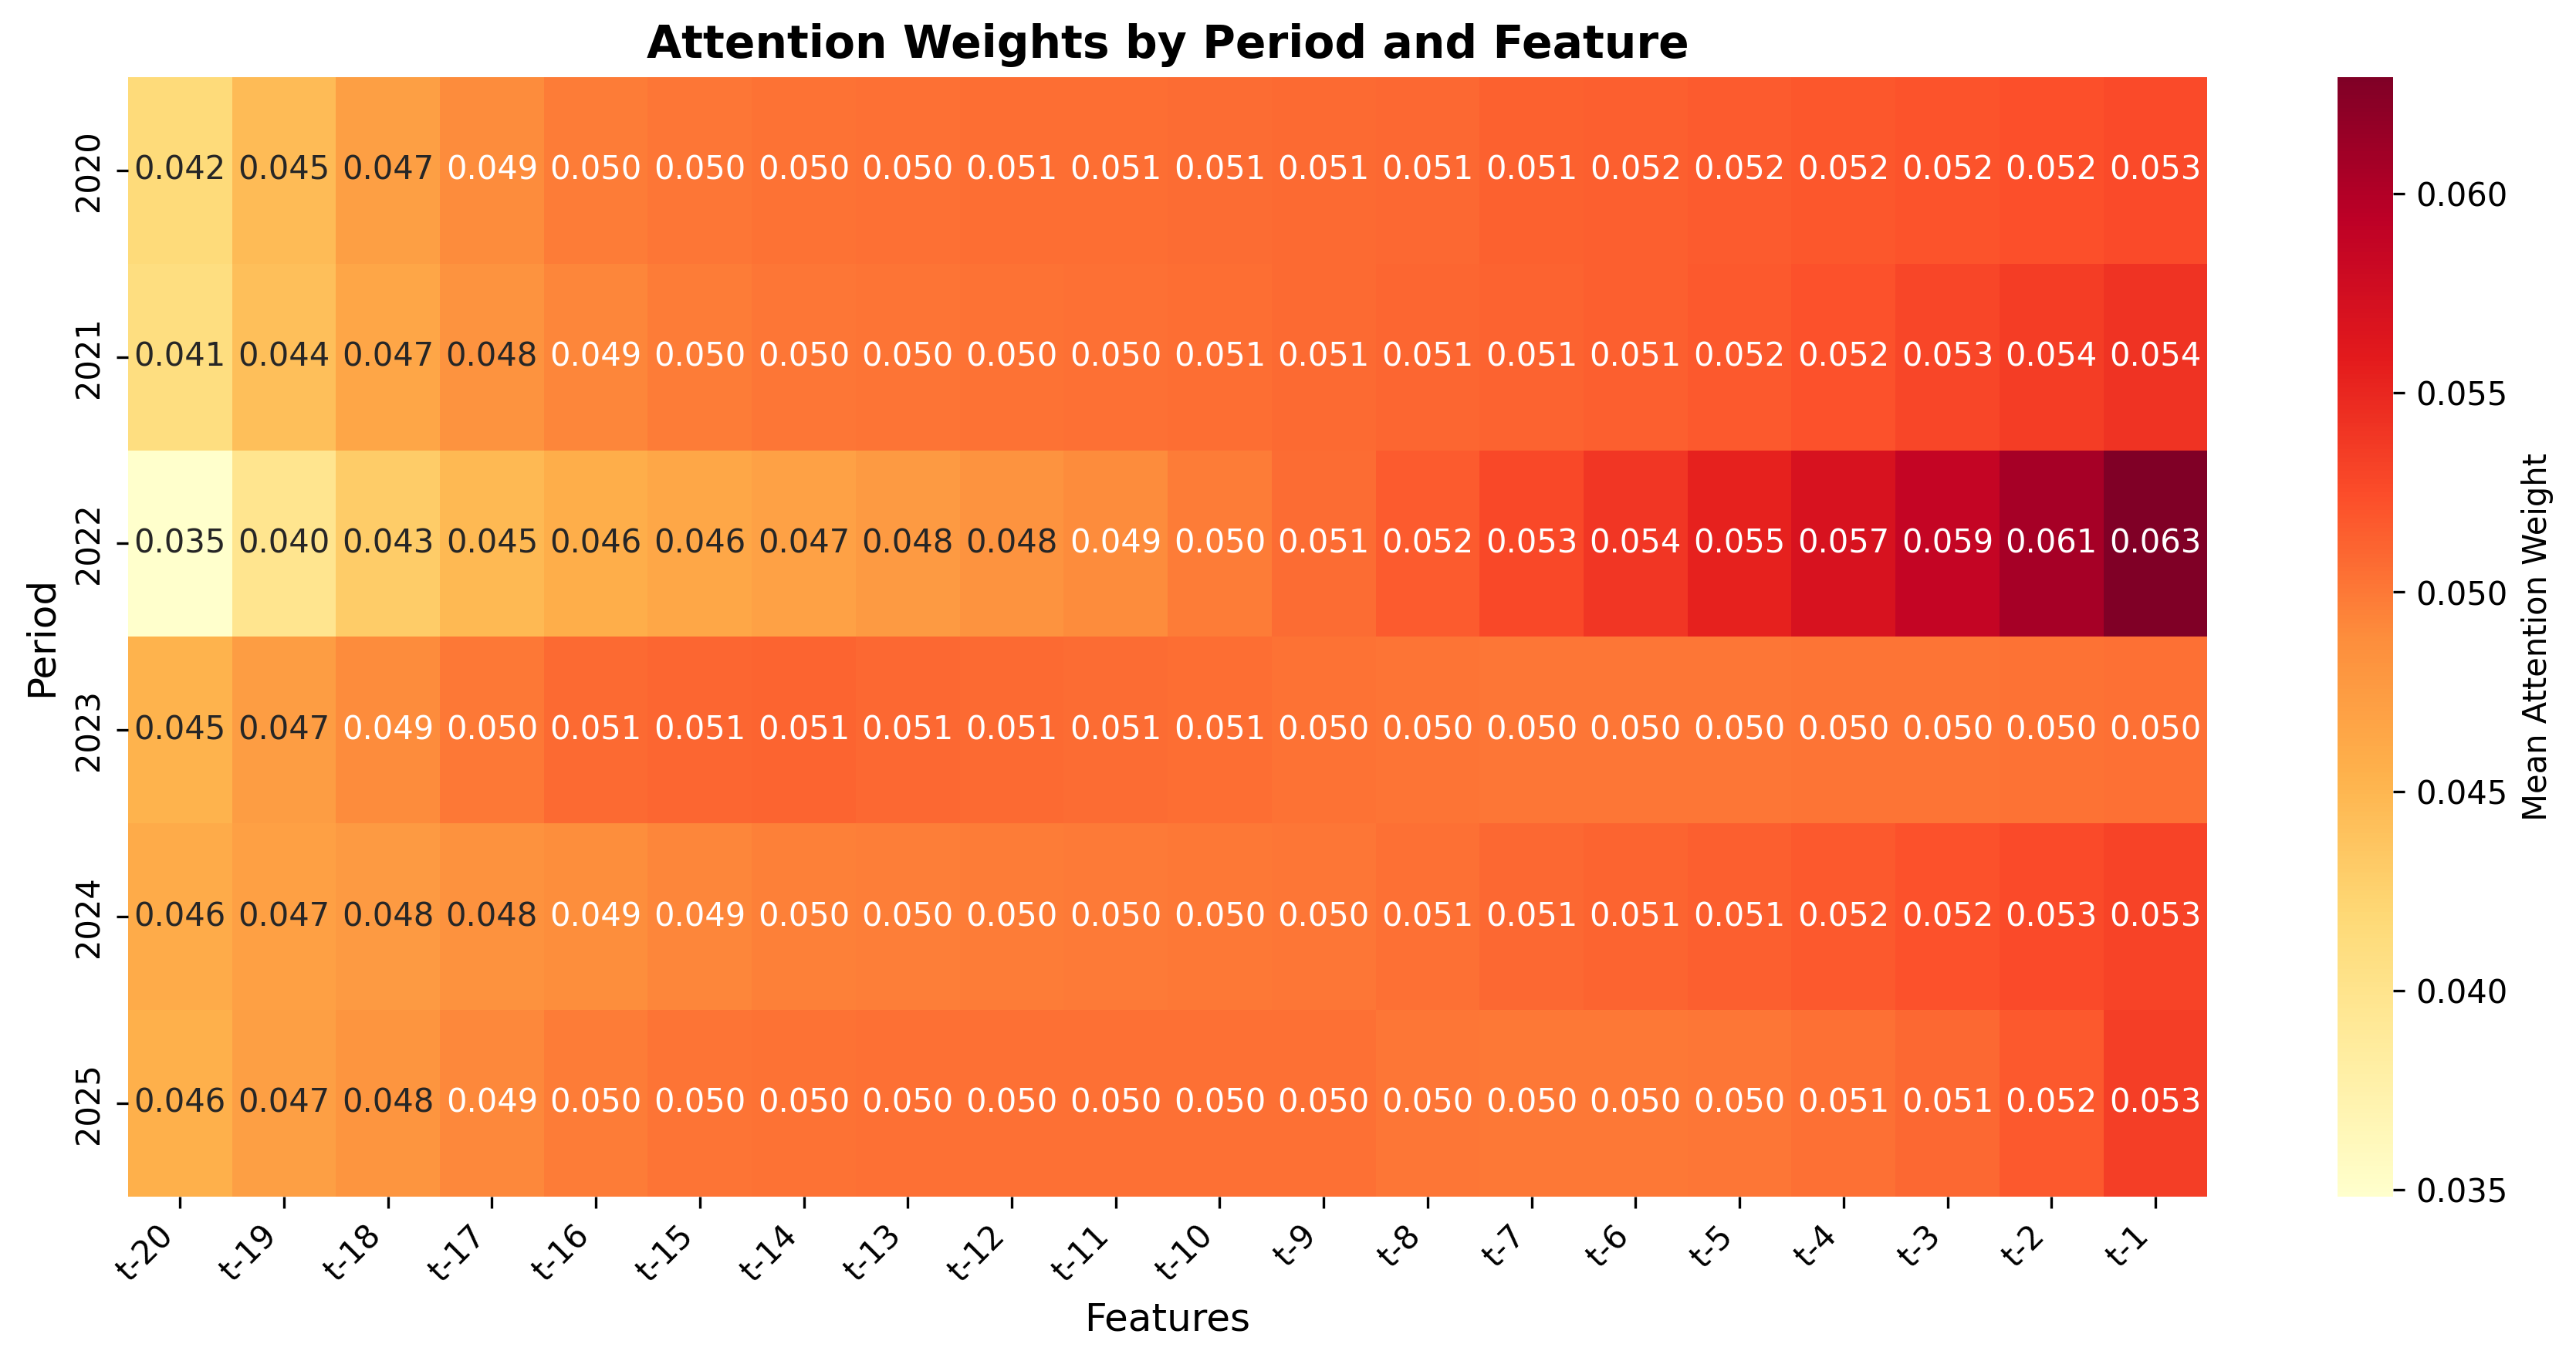 Attention Weights by Period and Feature
Period
2020
0.042 0.045 0.047 0.049 0.050 0.050 0.050 0.050 0.051 0.051 0.051 0.051 0.051 0.051 0.052 0.052 0.052 0.052 0.052 0.053
2021
0.041 0.044 0.047 0.048 0.049 0.050 0.050 0.050 0.050 0.050 0.051 0.051 0.051 0.051 0.051 0.052 0.052 0.053 0.054 0.054
2022
0.035 0.040 0.043 0.045 0.046 0.046 0.047 0.048 0.048 0.049 0.050 0.051 0.052 0.053 0.054 0.055 0.057 0.059 0.061 0.063
2023
0.045 0.047 0.049 0.050 0.051 0.051 0.051 0.051 0.051 0.051 0.051 0.050 0.050 0.050 0.050 0.050 0.050 0.050 0.050 0.050
2024
0.046 0.047 0.048 0.048 0.049 0.049 0.050 0.050 0.050 0.050 0.050 0.050 0.051 0.051 0.051 0.051 0.052 0.052 0.053 0.053
2025
0.046 0.047 0.048 0.049 0.050 0.050 0.050 0.050 0.050 0.050 0.050 0.050 0.050 0.050 0.050 0.050 0.051 0.051 0.052 0.053
t-20 t-19 t-18 t-17 t-16 t-15 t-14 t-13 t-12 t-11 t-10 t-9 t-8 t-7 t-6 t-5 t-4 t-3 t-2 t-1
Features
0.060
0.055
0.050
0.045
0.040
0.035
Mean Attention Weight